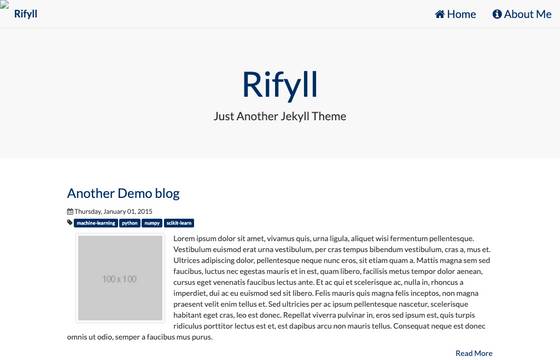 Rifyll
Home
About Me
Rifyll
Just Another Jekyll Theme
Another Demo blog
Thursday, January 01, 2015
machine-learning python numpy scikit-learn
100 x 100
Lorem ipsum dolor sit amet, vivamus quis, urna ligula, aliquet wisi fermentum pellentesque.
Vestibulum euismod erat urna vestibulum, per cras tempus bibendum vestibulum, cras a, mus et.
Ultrices adipiscing dolor, pellentesque neque nunc eros, sit etiam quam a. Mattis magna sem sed
faucibus, luctus nec egestas mauris et in est, quam libero, facilisis metus tempor dolor aenean,
cursus eget venenatis faucibus lectus ante. Et ac qui et scelerisque ac, nulla in, rhoncus a
imperdiet, dui ac eu euismod sed sit libero. Felis mauris quis magna felis inceptos, non magna
praesent velit enim tellus et. Sed ultricies per ac ipsum pellentesque nascetur, scelerisque
habitant eget cras, leo est donec. Repellat viverra pulvinar in, eros sed ipsum est, quis turpis
ridiculus porttitor lectus est et, est dapibus arcu non mauris tellus. Consequat neque est donec
omnis ut odio, semper a faucibus mus purus.
Read More